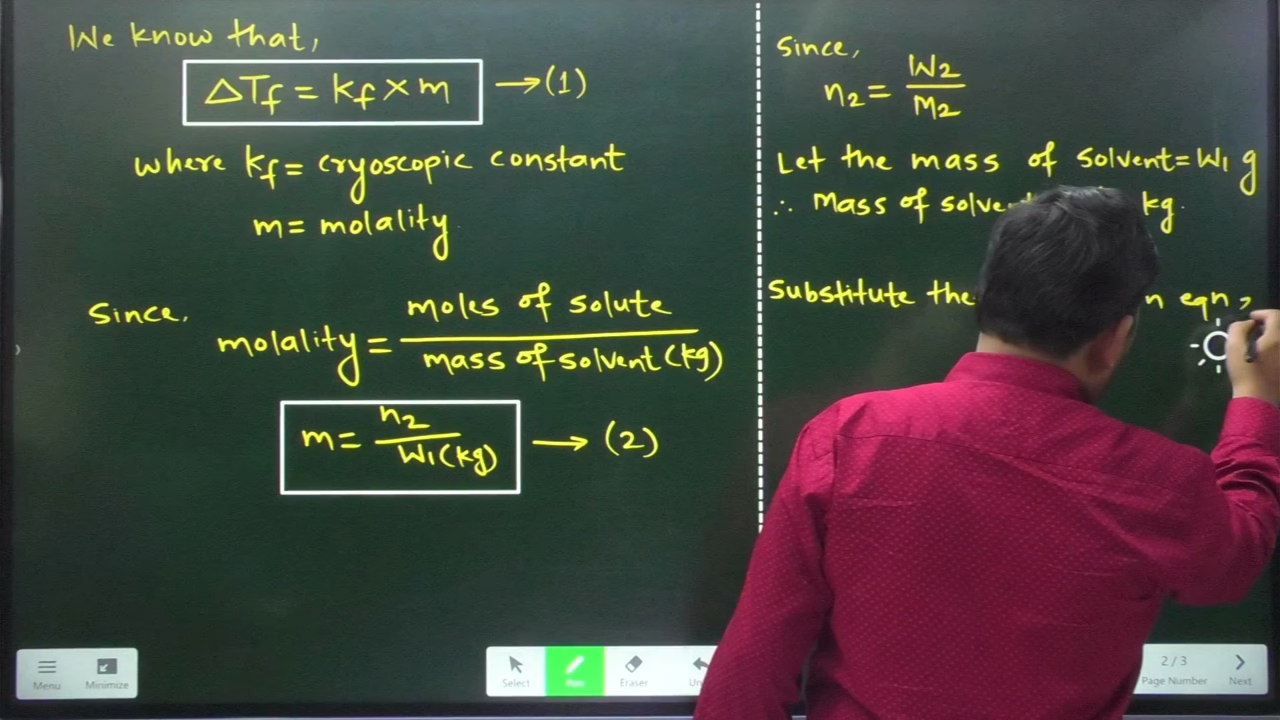 We know that,
ΔTf = kf × m → (1)
where kf = cryoscopic constant
m = molality
Since,
molality = moles of solute / mass of solvent (kg)
m = n2 / W1 (kg) → (2)
Since,
n2 = W2 / M2
Let the mass of solvent = W1 g
∴ Mass of kg.
Substitute eqn 2
Menu
Minimize
Select
Pen
Eraser
2 / 3
Page Number
Next